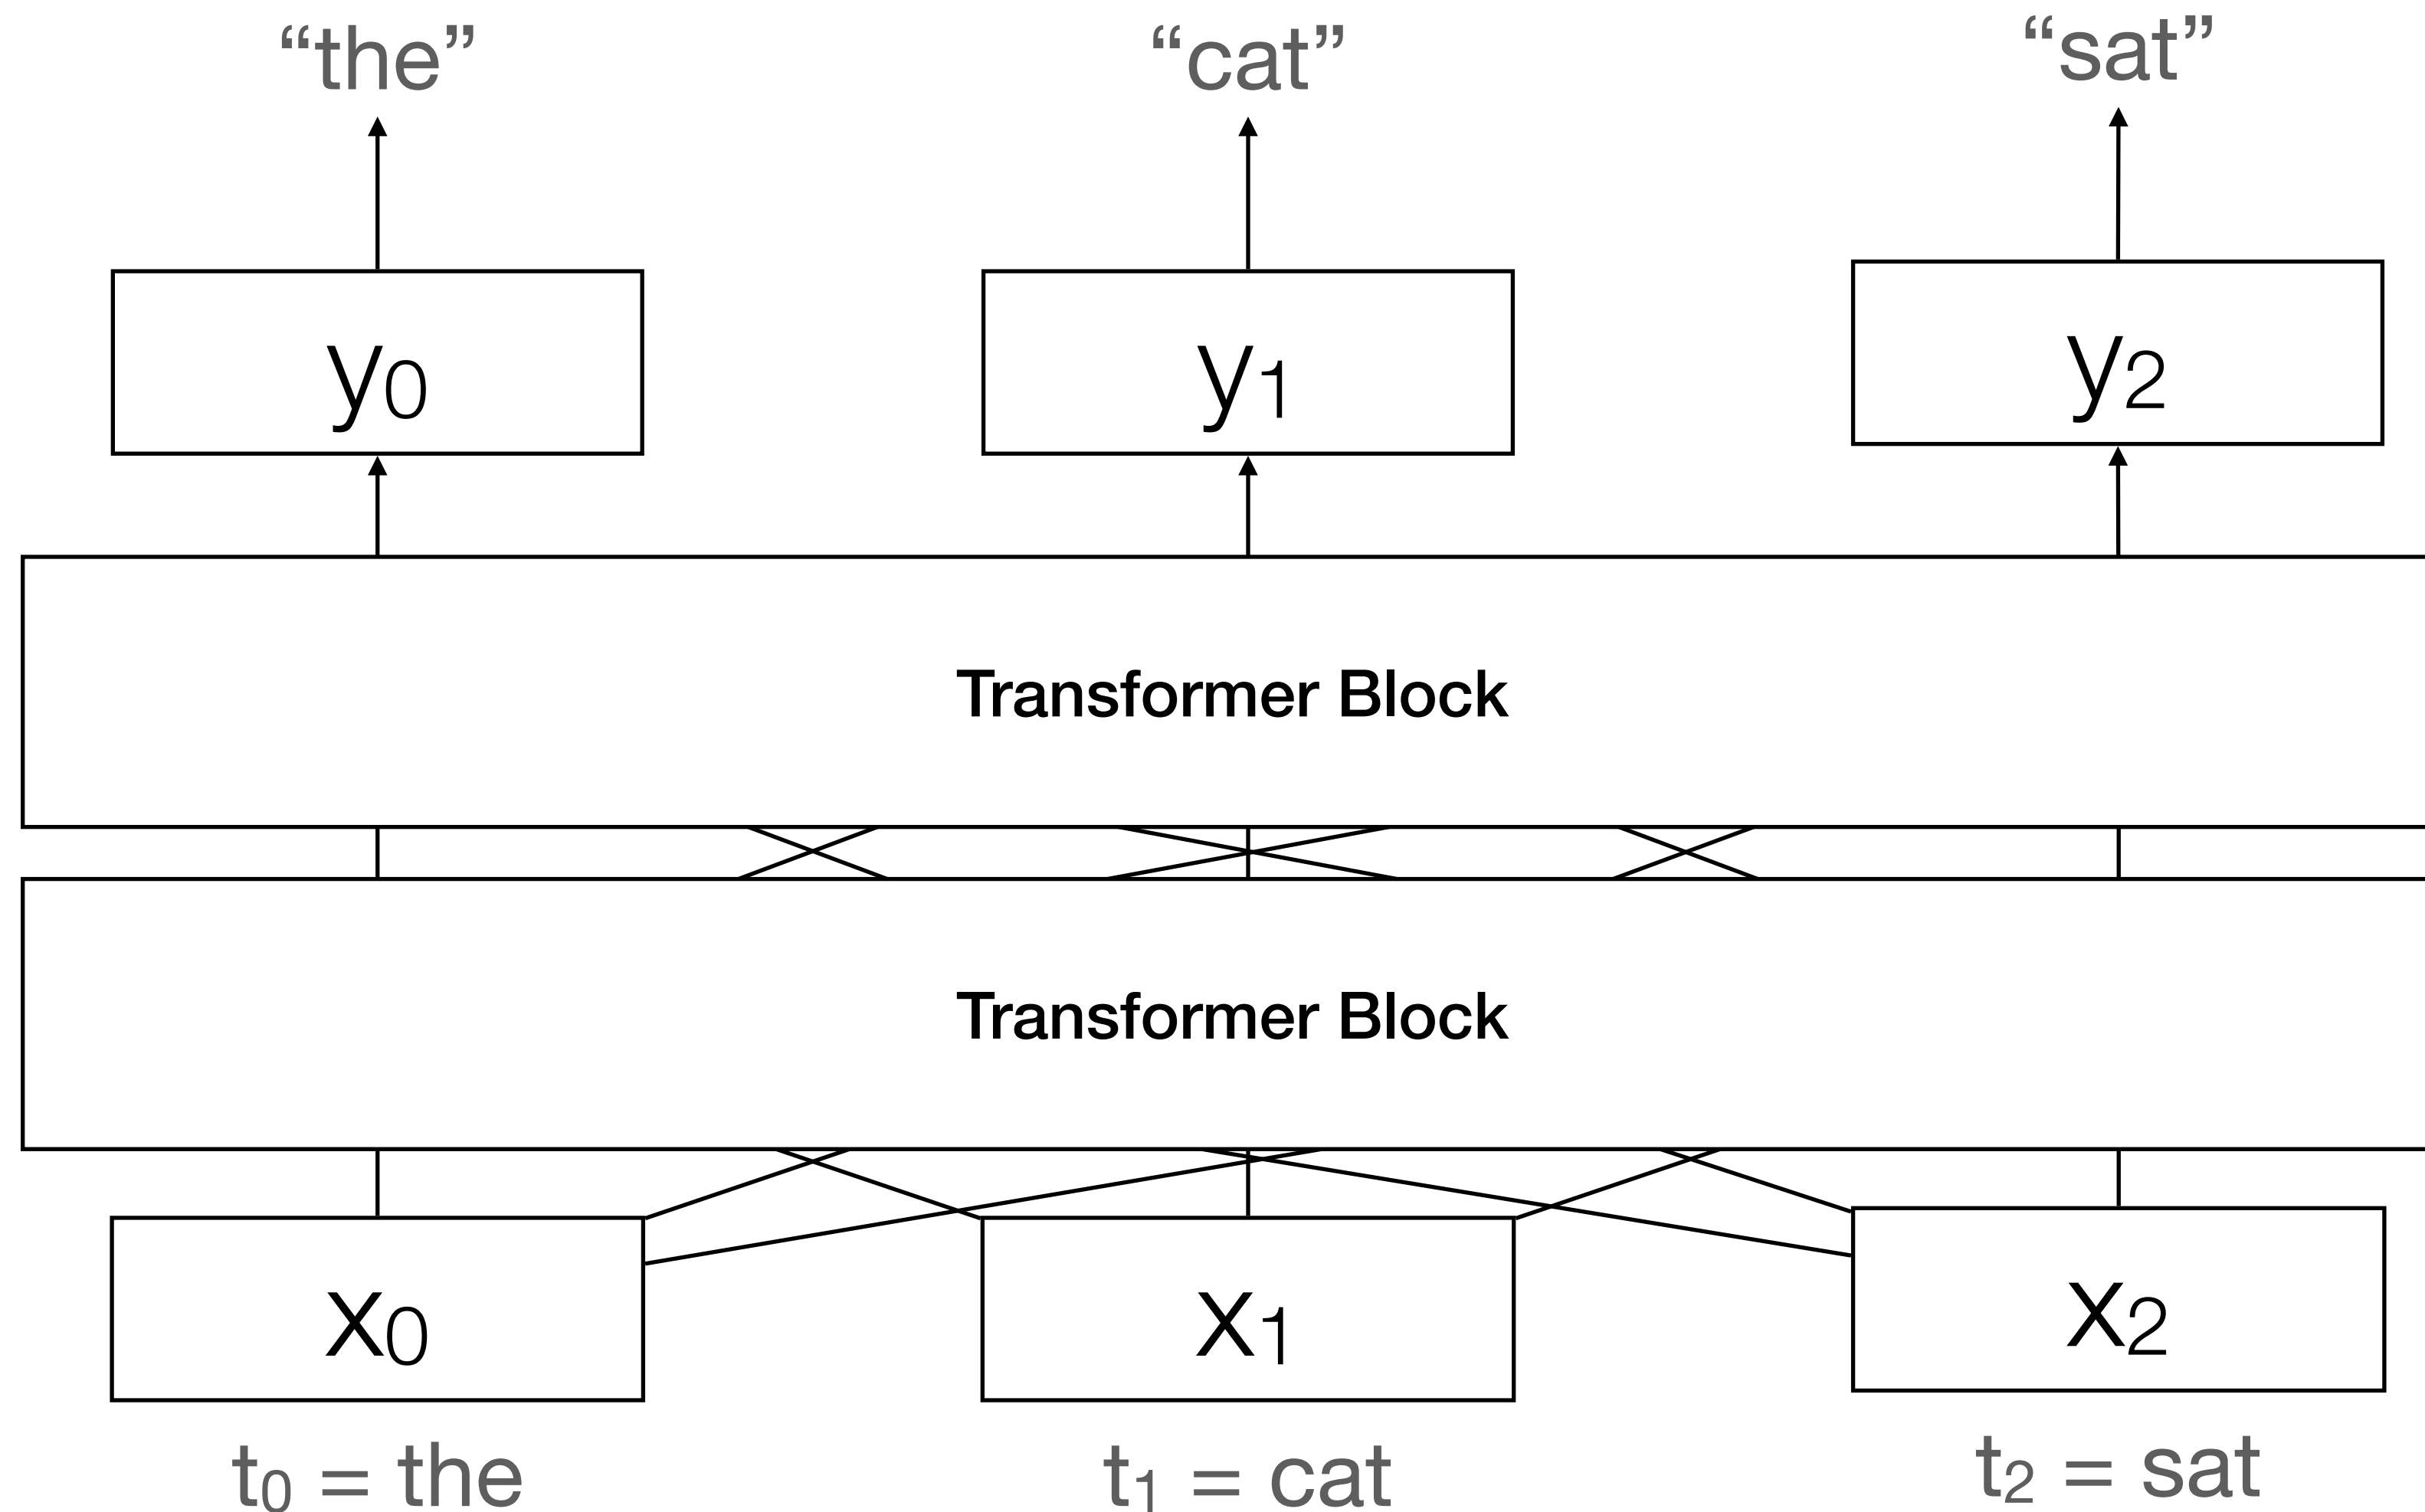 “the” “cat” “sat”
y0 y1 y2
Transformer Block
Transformer Block
x0 x1 x2
t0 = the t1 = cat t2 = sat